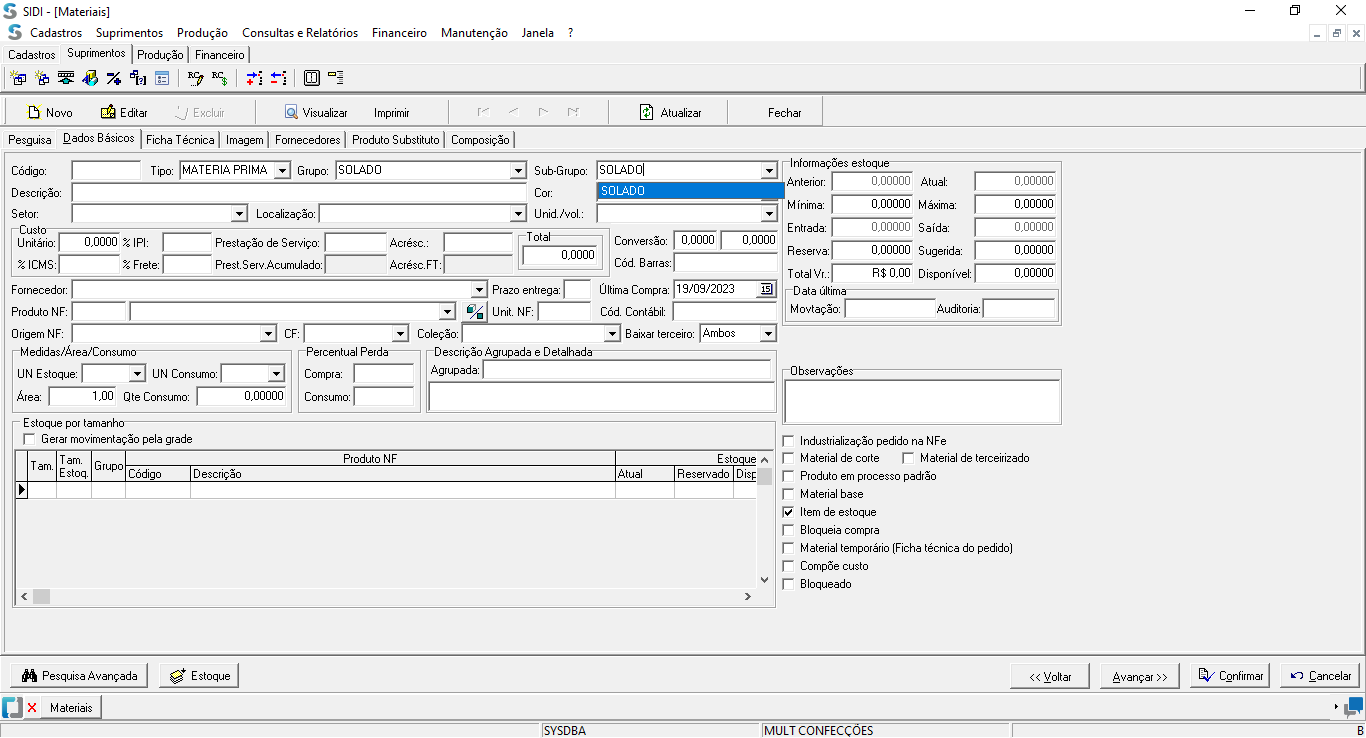 SIDI - [Materiais]
Cadastros Suprimentos Produção Consultas e Relatórios Financeiro Manutenção Janela ?
Cadastros Suprimentos Produção Financeiro
Novo Editar Excluir Visualizar Imprimir Atualizar Fechar
Pesquisa Dados Básicos Ficha Técnica Imagem Fornecedores Produto Substituto Composição
Código: Tipo: MATERIA PRIMA Grupo: SOLADO Sub-Grupo: SOLADO
SOLADO
Descrição: Cor:
Setor: Localização: Unid./vol.:
Custo
Unitário: 0,0000 % IPI: Prestação de Serviço: Acrésc.:
% ICMS: % Frete: Prest.Serv.Acumulado: Acrésc.FT:
Total
0,0000
Conversão: 0,0000 0,0000
Cód. Barras:
Fornecedor: Prazo entrega: Última Compra: 19/09/2023 15
Produto NF: Unit. NF: Cód. Contábil:
Origem NF: CF: Coleção: Baixar terceiro: Ambos
Informações estoque
Anterior: 0,00000 Atual: 0,00000
Mínima: 0,00000 Máxima: 0,00000
Entrada: 0,00000 Saída: 0,00000
Reserva: 0,00000 Sugerida: 0,00000
Total Vr.: R$ 0,00 Disponível: 0,00000
Data última
Movtação: Auditoria:
Medidas/Área/Consumo
UN Estoque: UN Consumo:
Área: 1,00 Qte Consumo: 0,00000
Percentual Perda
Compra:
Consumo:
Descrição Agrupada e Detalhada
Agrupada:
Observações
Estoque por tamanho
Gerar movimentação pela grade
Tam. Tam. Estoq. Grupo Produto NF Estoque
Código Descrição Atual Reservado Disp
Industrialização pedido na NFe
Material de corte Material de terceirizado
Produto em processo padrão
Material base
Item de estoque
Bloqueia compra
Material temporário (Ficha técnica do pedido)
Compõe custo
Bloqueado
Pesquisa Avançada Estoque << Voltar Avançar >> Confirmar Cancelar
Materiais
SYSDBA MULT CONFECÇÕES B